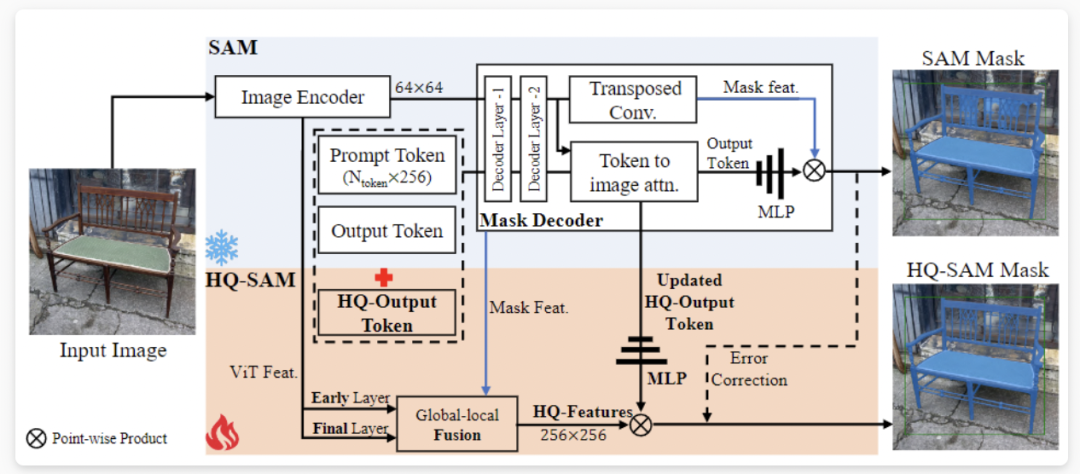 SAM
SAM Mask
Image Encoder
64×64
Decoder Layer -1
Decoder Layer -2
Transposed
Conv.
Mask feat.
Prompt Token
(Ntoken×256)
Token to
image attn.
Output
Token
MLP
Mask Decoder
Output Token
HQ-SAM
HQ-SAM Mask
HQ-Output
Token
Mask Feat.
Updated
HQ-Output
Token
Input Image
ViT Feat.
MLP
Error
Correction
Early Layer
Final Layer
Global-local
Fusion
HQ-Features
256×256
Point-wise Product